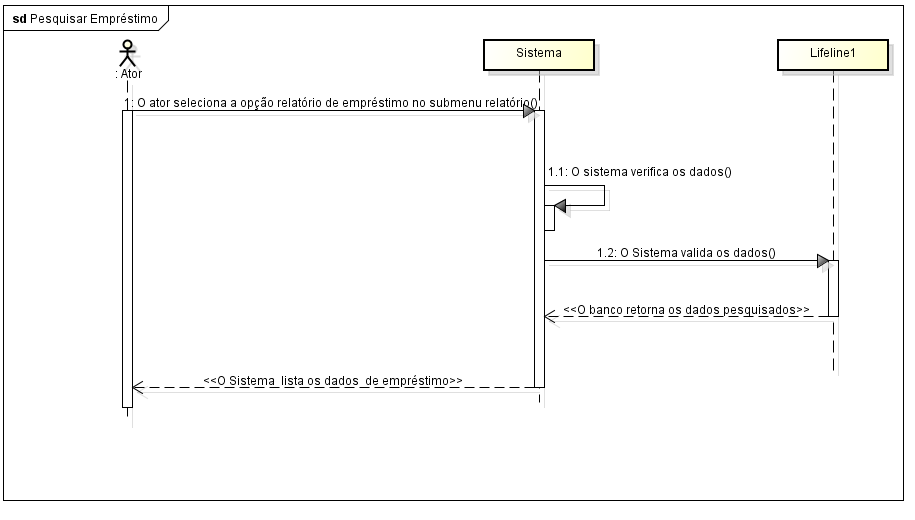 sd Pesquisar Empréstimo
: Ator
Sistema
Lifeline1
1: O ator seleciona a opção relatório de empréstimo no submenu relatório()
1.1: O sistema verifica os dados()
1.2: O Sistema valida os dados()
<<O banco retorna os dados pesquisados>>
<<O Sistema lista os dados de empréstimo>>